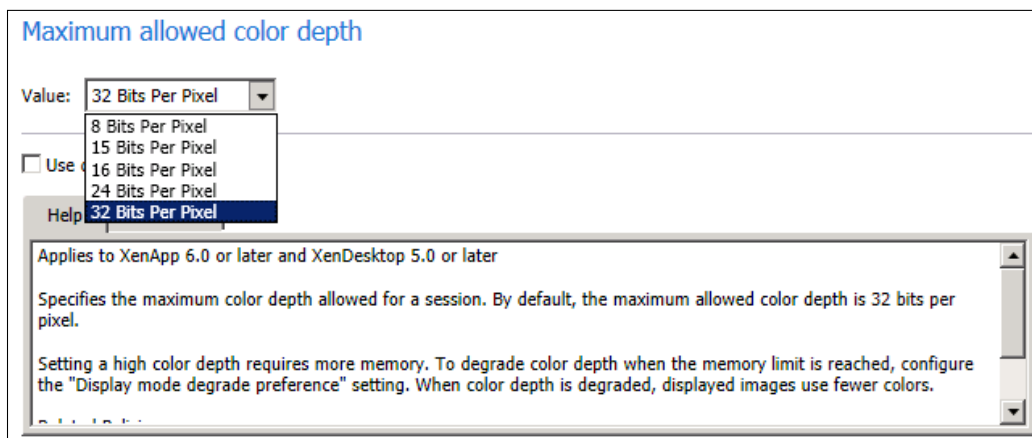 Maximum allowed color depth
Value: 32 Bits Per Pixel
8 Bits Per Pixel
15 Bits Per Pixel
Use
16 Bits Per Pixel
24 Bits Per Pixel
32 Bits Per Pixel
Help
Applies to XenApp 6.0 or later and XenDesktop 5.0 or later
Specifies the maximum color depth allowed for a session. By default, the maximum allowed color depth is 32 bits per
pixel.
Setting a high color depth requires more memory. To degrade color depth when the memory limit is reached, configure
the "Display mode degrade preference" setting. When color depth is degraded, displayed images use fewer colors.